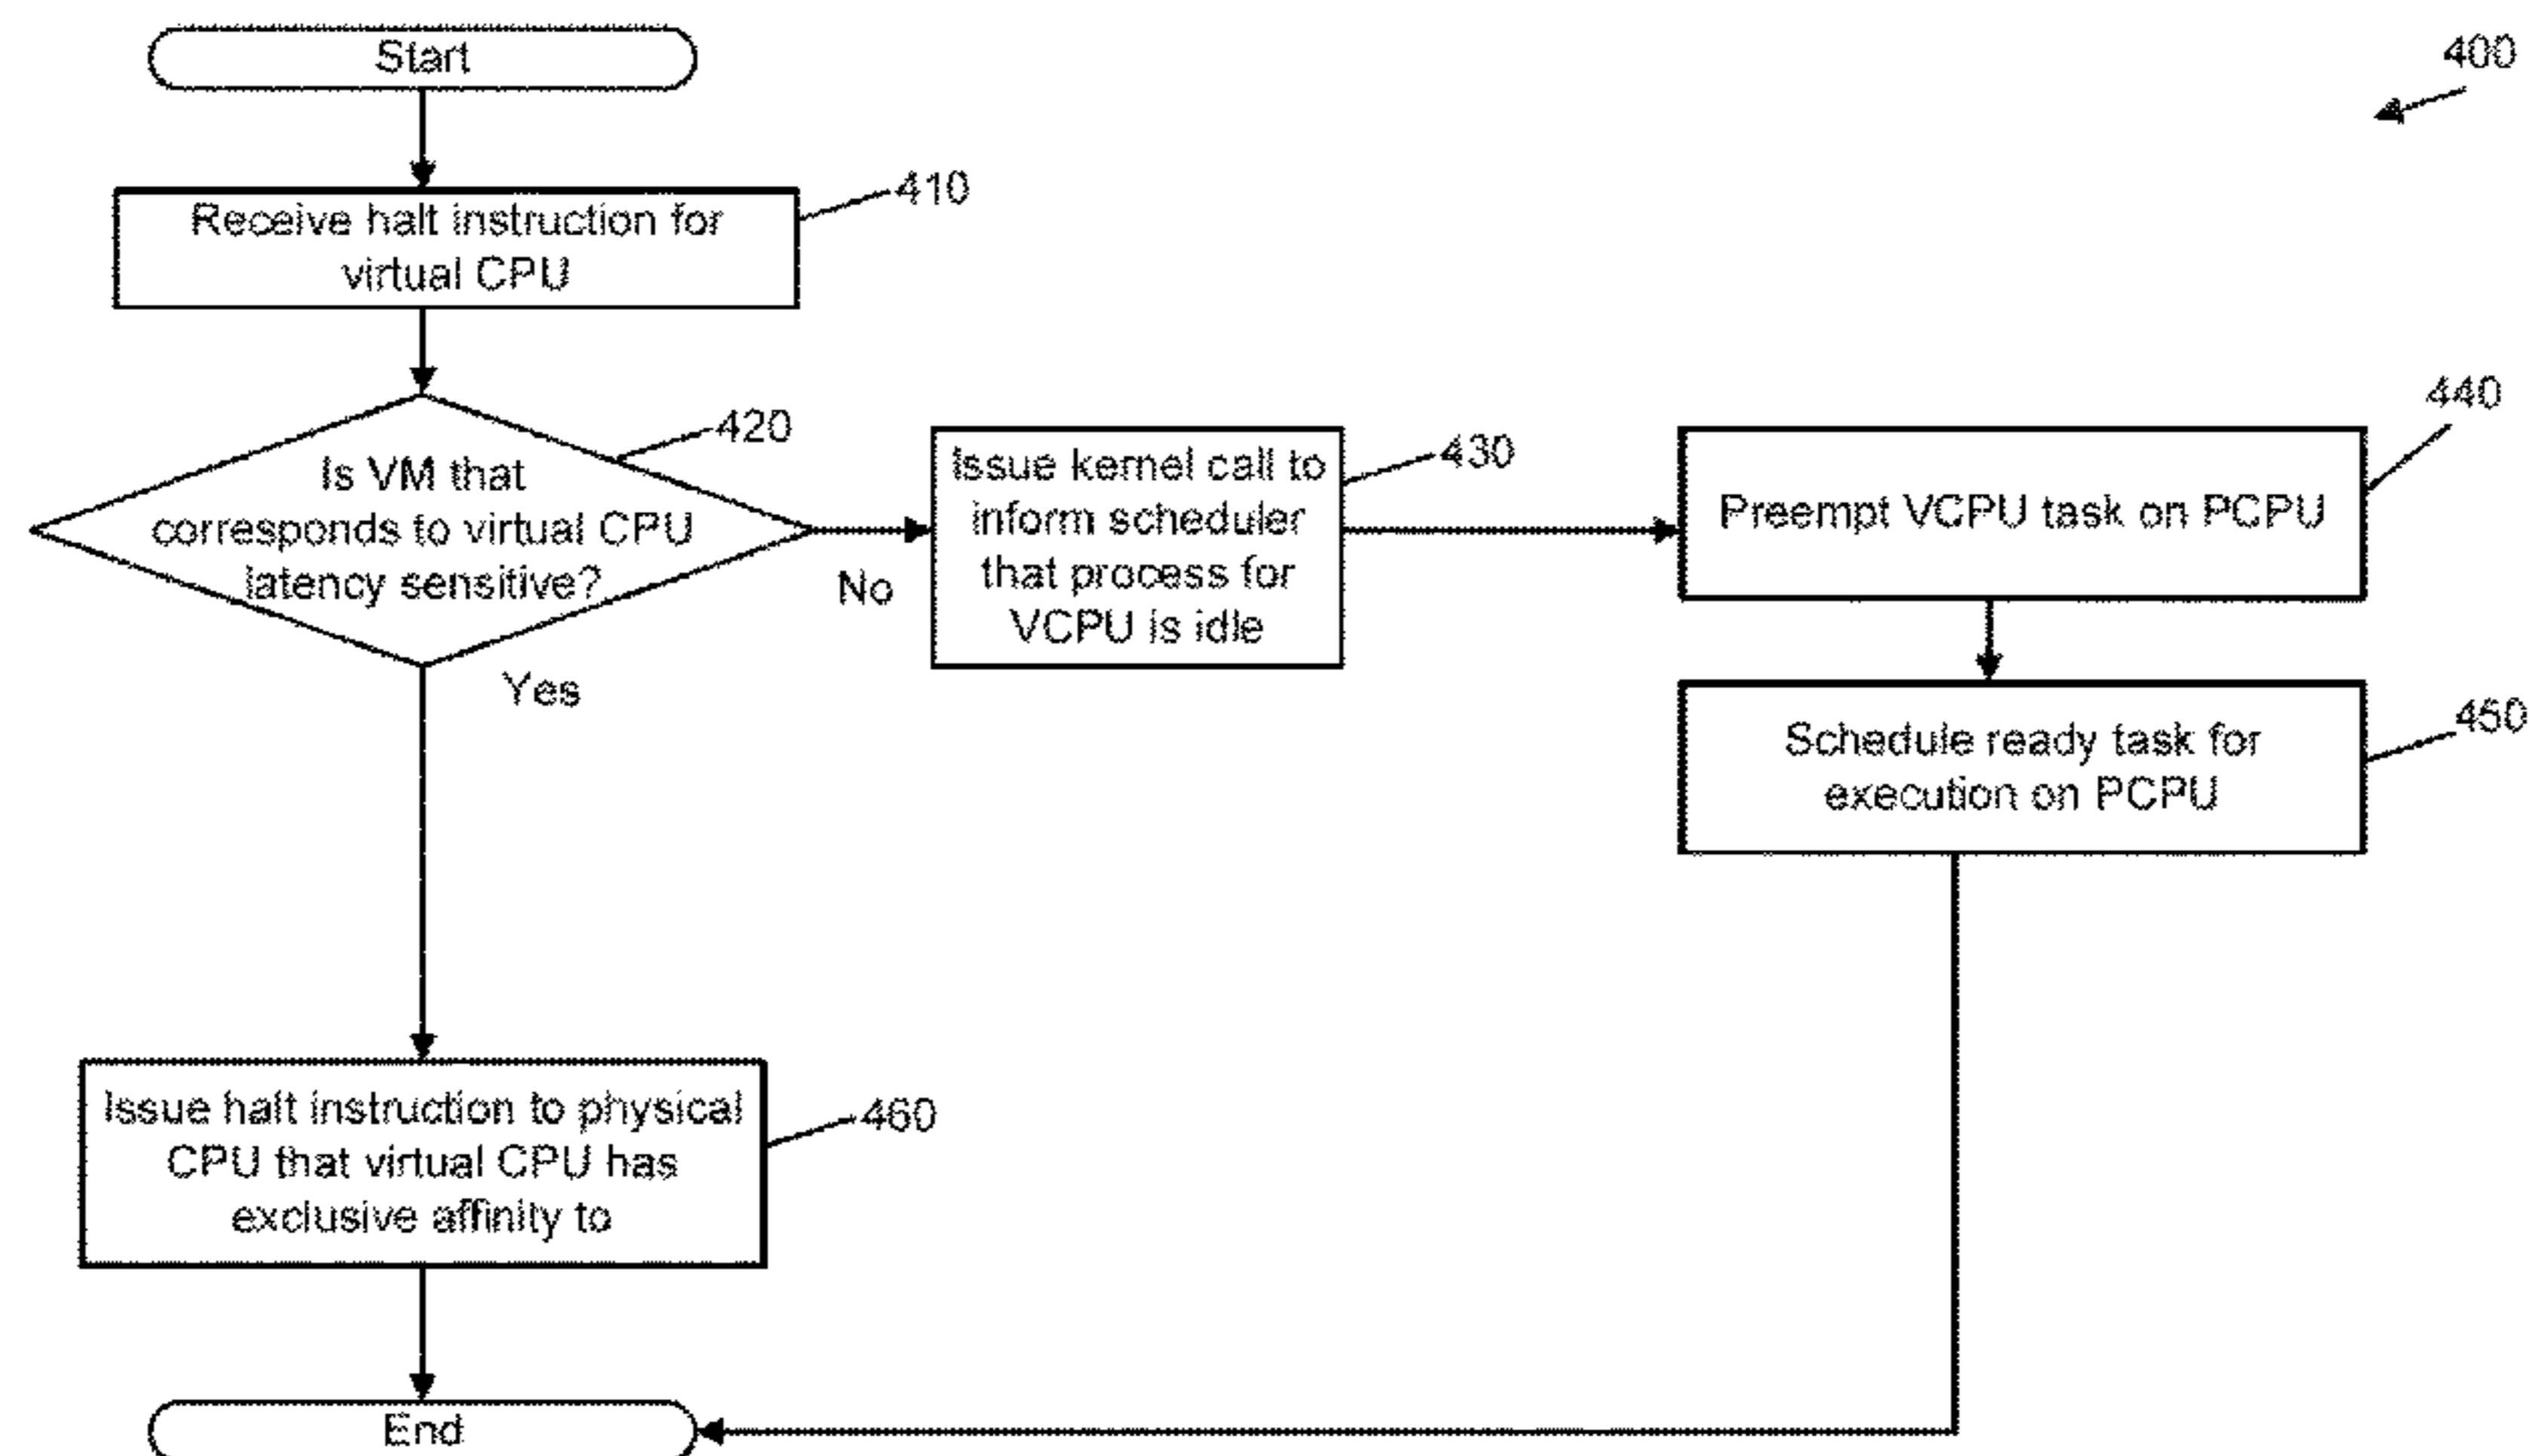 Start
400
410
Receive halt instruction for
virtual CPU
420
Is VM that
corresponds to virtual CPU
latency sensitive?
No
Yes
430
Issue kernel call to
inform scheduler
that process for
VCPU is idle
440
Preempt VCPU task on PCPU
450
Schedule ready task for
execution on PCPU
460
Issue halt instruction to physical
CPU that virtual CPU has
exclusive affinity to
End